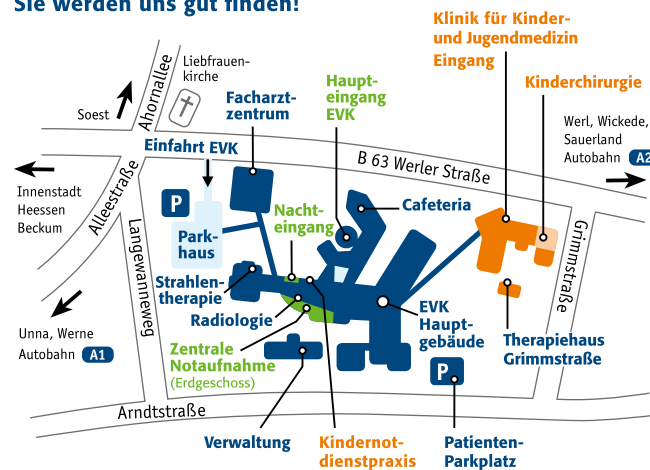 Sie werden uns gut finden!
Klinik für Kinder-
und Jugendmedizin
Eingang
Kinderchirurgie
Liebfrauen-
kirche
Ahornallee
Soest
Haupt-
eingang
EVK
Facharzt-
zentrum
Werl, Wickede,
Sauerland
Autobahn A2
Einfahrt EVK
B 63 Werler Straße
Innenstadt
Heessen
Beckum
Alleestraße
P
Park-
haus
Nacht-
eingang
Cafeteria
Langewanneweg
Grimmstraße
Strahlen-
therapie
Radiologie
EVK
Haupt-
gebäude
Unna, Werne
Autobahn A1
Zentrale
Notaufnahme
(Erdgeschoss)
Therapiehaus
Grimmstraße
P
Arndtstraße
Verwaltung
Kindernot-
dienstpraxis
Patienten-
Parkplatz